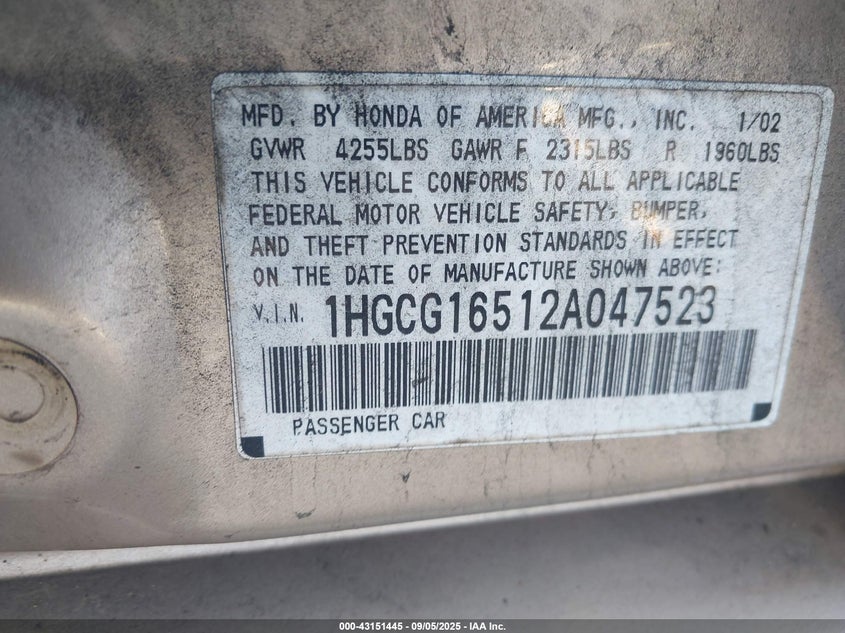 MFD. BY HONDA OF AMERICA MFG., INC. 1/02
GVWR 4255LBS GAWR F 2315LBS R 1960LBS
THIS VEHICLE CONFORMS TO ALL APPLICABLE
FEDERAL MOTOR VEHICLE SAFETY, BUMPER,
AND THEFT PREVENTION STANDARDS IN EFFECT
ON THE DATE OF MANUFACTURE SHOWN ABOVE:
V.I.N. 1HGCG16512A047523
PASSENGER CAR
000-43151445 - 09/05/2025 - IAA Inc.